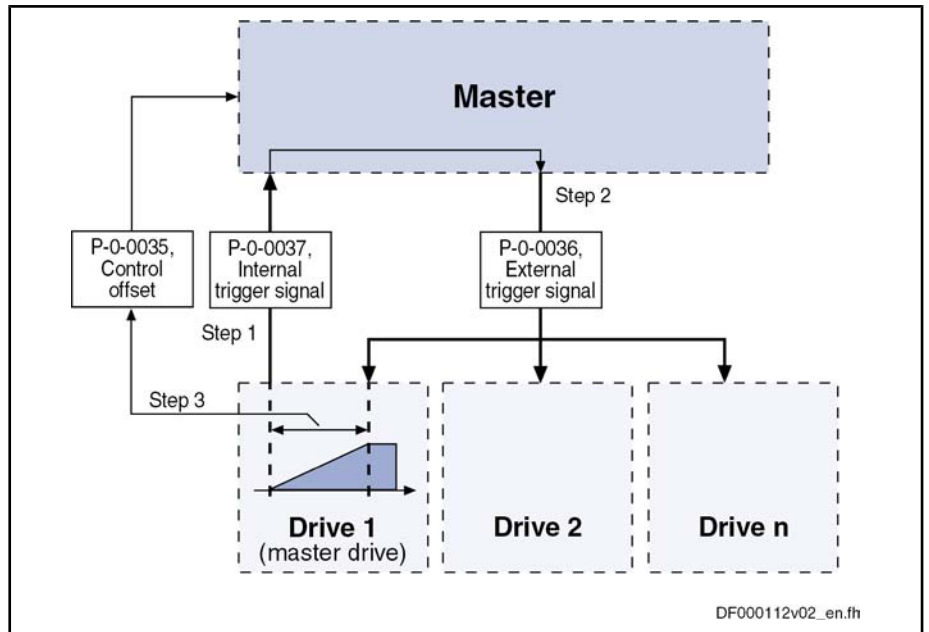 Master
Step 2
P-0-0035,
Control
offset
P-0-0037,
Internal
trigger signal
P-0-0036,
External
trigger signal
Step 1
Step 3
Drive 1
(master drive)
Drive 2
Drive n
DF000112v02_en.fh